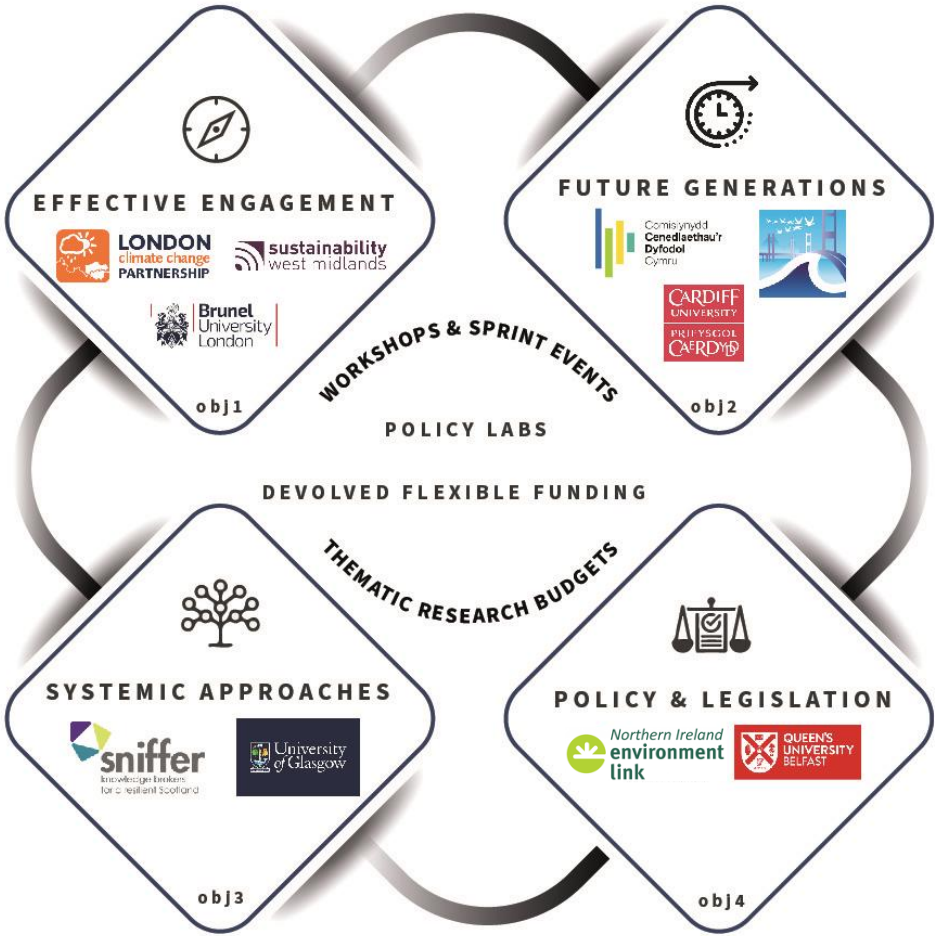 EFFECTIVE ENGAGEMENT
LONDON
climate change
PARTNERSHIP
sustainability
west midlands
Brunel
University
London
obj1
FUTURE GENERATIONS
Comisiynydd
Cenedlaethau'r
Dyfodol
Cymru
CARDIFF
UNIVERSITY
PRIFYSGOL
CAERDYDD
obj2
WORKSHOPS & SPRINT EVENTS
POLICY LABS
DEVOLVED FLEXIBLE FUNDING
THEMATIC RESEARCH BUDGETS
SYSTEMIC APPROACHES
sniffer
knowledge brokers
for a resilient Scotland
University
of Glasgow
obj3
POLICY & LEGISLATION
Northern Ireland
environment
link
QUEEN'S
UNIVERSITY
BELFAST
obj4